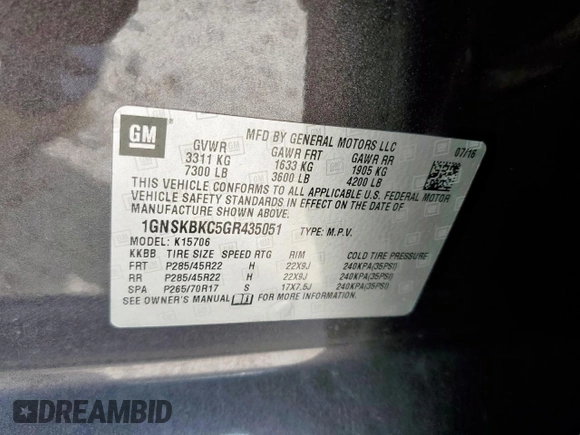 GM
MFD BY GENERAL MOTORS LLC
07/16
GVWR GAWR FRT GAWR RR
3311 KG 1633 KG 1905 KG
7300 LB 3600 LB 4200 LB
THIS VEHICLE CONFORMS TO ALL APPLICABLE U.S. FEDERAL MOTOR
VEHICLE SAFETY STANDARDS IN EFFECT ON THE DATE OF
MANUFACTURE SHOWN ABOVE.
1GNSKBKC5GR435051 TYPE: M.P.V.
MODEL: K15706
KKBB TIRE SIZE SPEED RTG RIM COLD TIRE PRESSURE
FRT P285/45R22 H 22X9J 240KPA(35PSI)
RR P285/45R22 H 22X9J 240KPA(35PSI)
SPA P265/70R17 S 17X7.5J 240KPA(35PSI)
SEE OWNER'S MANUAL FOR MORE INFORMATION.
DREAMBID